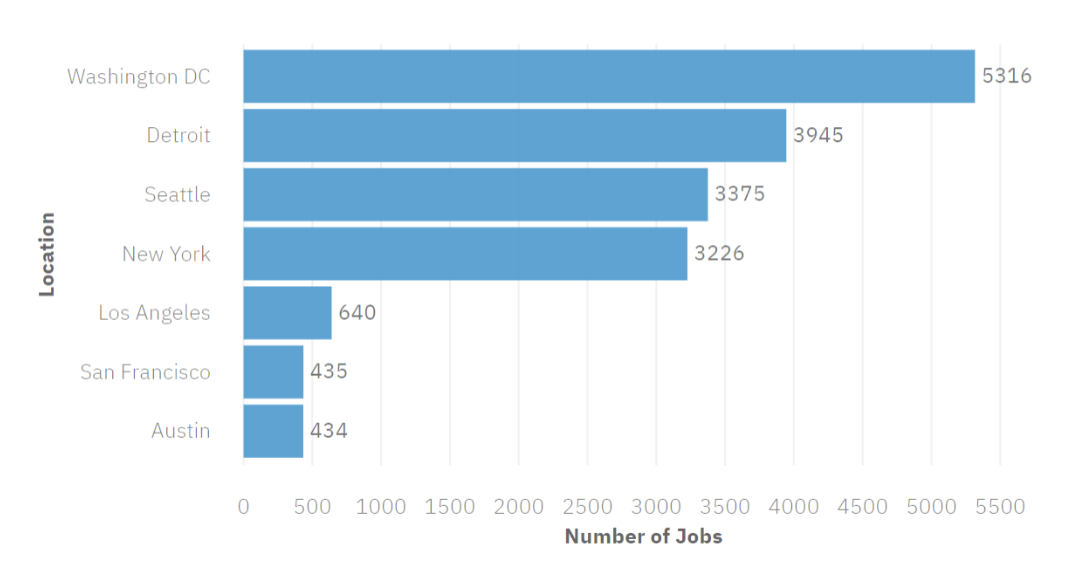 Washington DC 5316
Detroit 3945
Seattle 3375
New York 3226
Los Angeles 640
San Francisco 435
Austin 434
Location
0 500 1000 1500 2000 2500 3000 3500 4000 4500 5000 5500
Number of Jobs